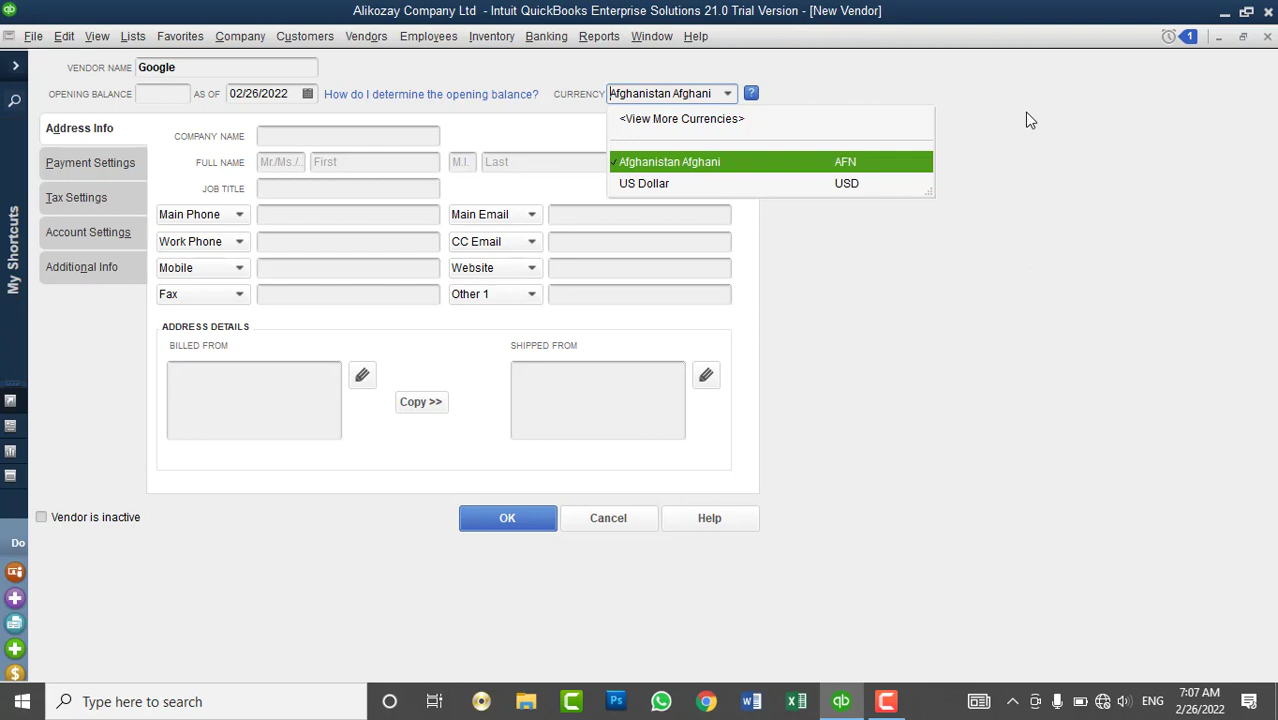 Alikozay Company Ltd - Intuit QuickBooks Enterprise Solutions 21.0 Trial Version - [New Vendor]
File Edit View Lists Favorites Company Customers Vendors Employees Inventory Banking Reports Window Help
1
VENDOR NAME Google
OPENING BALANCE AS OF 02/26/2022 How do I determine the opening balance? CURRENCY Afghanistan Afghani ?
<View More Currencies>
Afghanistan Afghani AFN
US Dollar USD
Address Info
Payment Settings
Tax Settings
Account Settings
Additional Info
COMPANY NAME
FULL NAME Mr./Ms./. First M.I. Last
JOB TITLE
Main Phone Main Email
Work Phone CC Email
Mobile Website
Fax Other 1
ADDRESS DETAILS
BILLED FROM SHIPPED FROM
Copy >>
Vendor is inactive
OK Cancel Help
My Shortcuts
Do
$
Type here to search
Ps
ENG
7:07 AM
2/26/2022